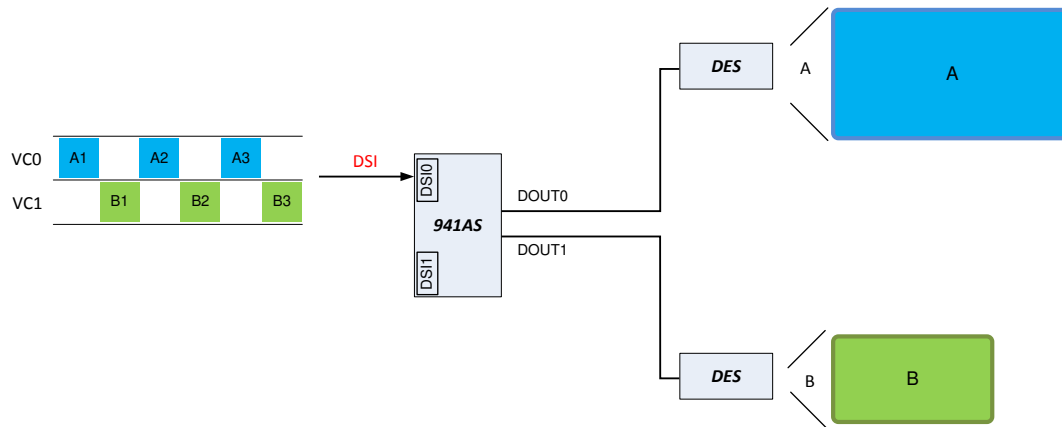 VC0 A1 A2 A3
VC1 B1 B2 B3
DSI
DSI0
941AS
DSI1
DOUT0
DOUT1
DES
A
A
DES
B
B